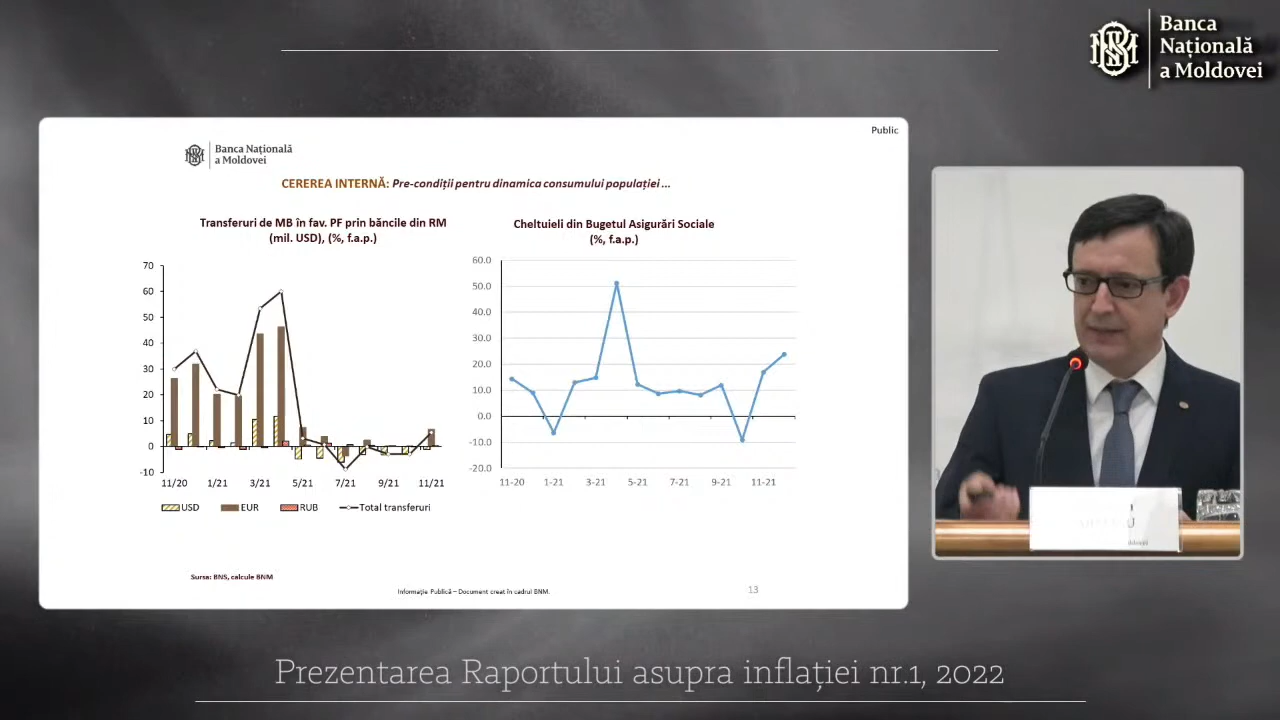 Banca
Națională
a Moldovei
Public
Banca Națională
a Moldovei
CEREREA INTERNĂ: Pre-condiții pentru dinamica consumului populației ...
Transferuri de MB în fav. PF prin băncile din RM
(mil. USD), (%, f.a.p.)
70
60
50
40
30
20
10
0
-10
11/20 1/21 3/21 5/21 7/21 9/21 11/21
USD EUR RUB Total transferuri
Cheltuieli din Bugetul Asigurări Sociale
(%, f.a.p.)
60.0
50.0
40.0
30.0
20.0
10.0
0.0
-10.0
-20.0
11-20 1-21 3-21 5-21 7-21 9-21 11-21
Sursa: BNS, calcule BNM
Informație Publică – Document creat în cadrul BNM.
13
Prezentarea Raportului asupra inflației nr.1, 2022